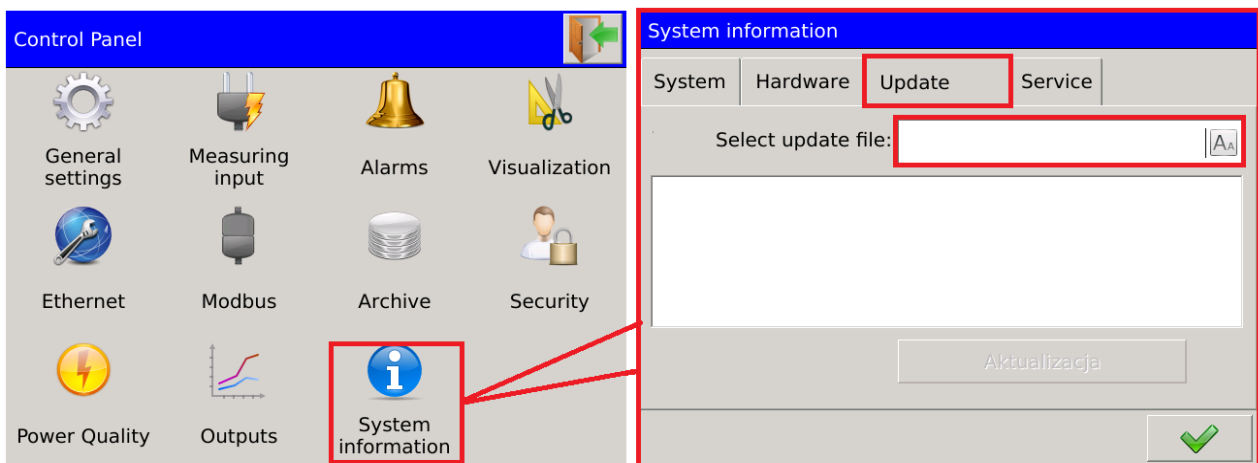 Control Panel
General
settings
Measuring
input
Alarms
Visualization
Ethernet
Modbus
Archive
Security
Power Quality
Outputs
System
information
System information
System
Hardware
Update
Service
Select update file:
AA
Aktualizacja